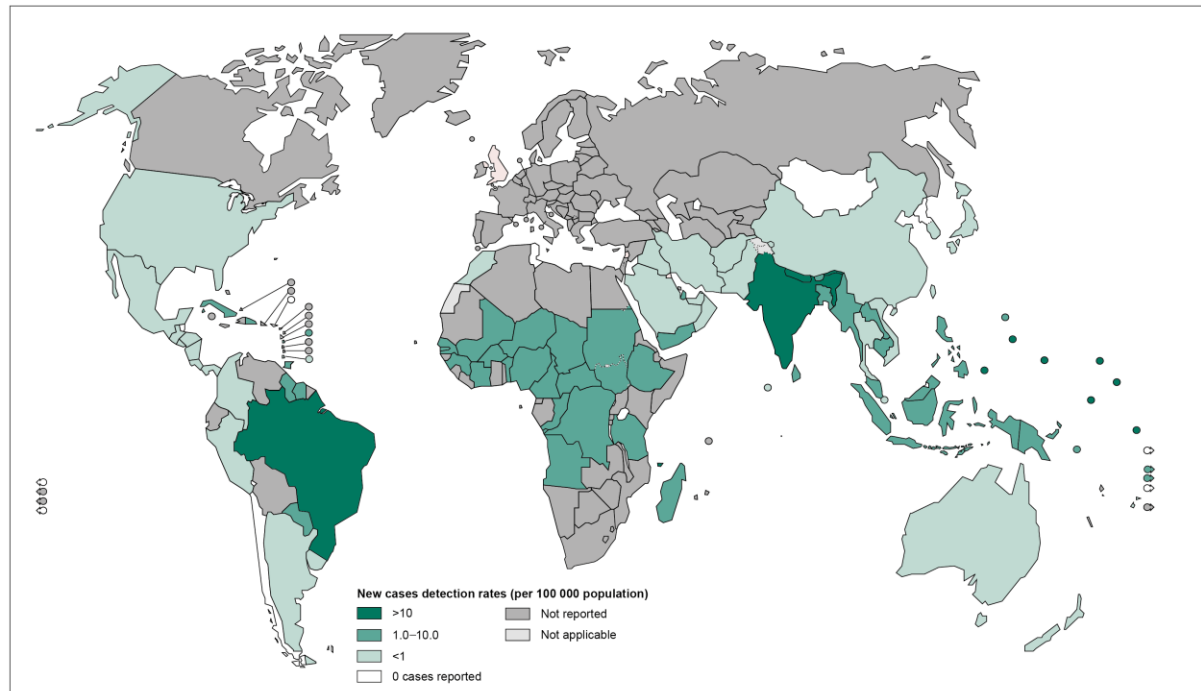 New cases detection rates (per 100 000 population)
>10
1.0–10.0
<1
0 cases reported
Not reported
Not applicable